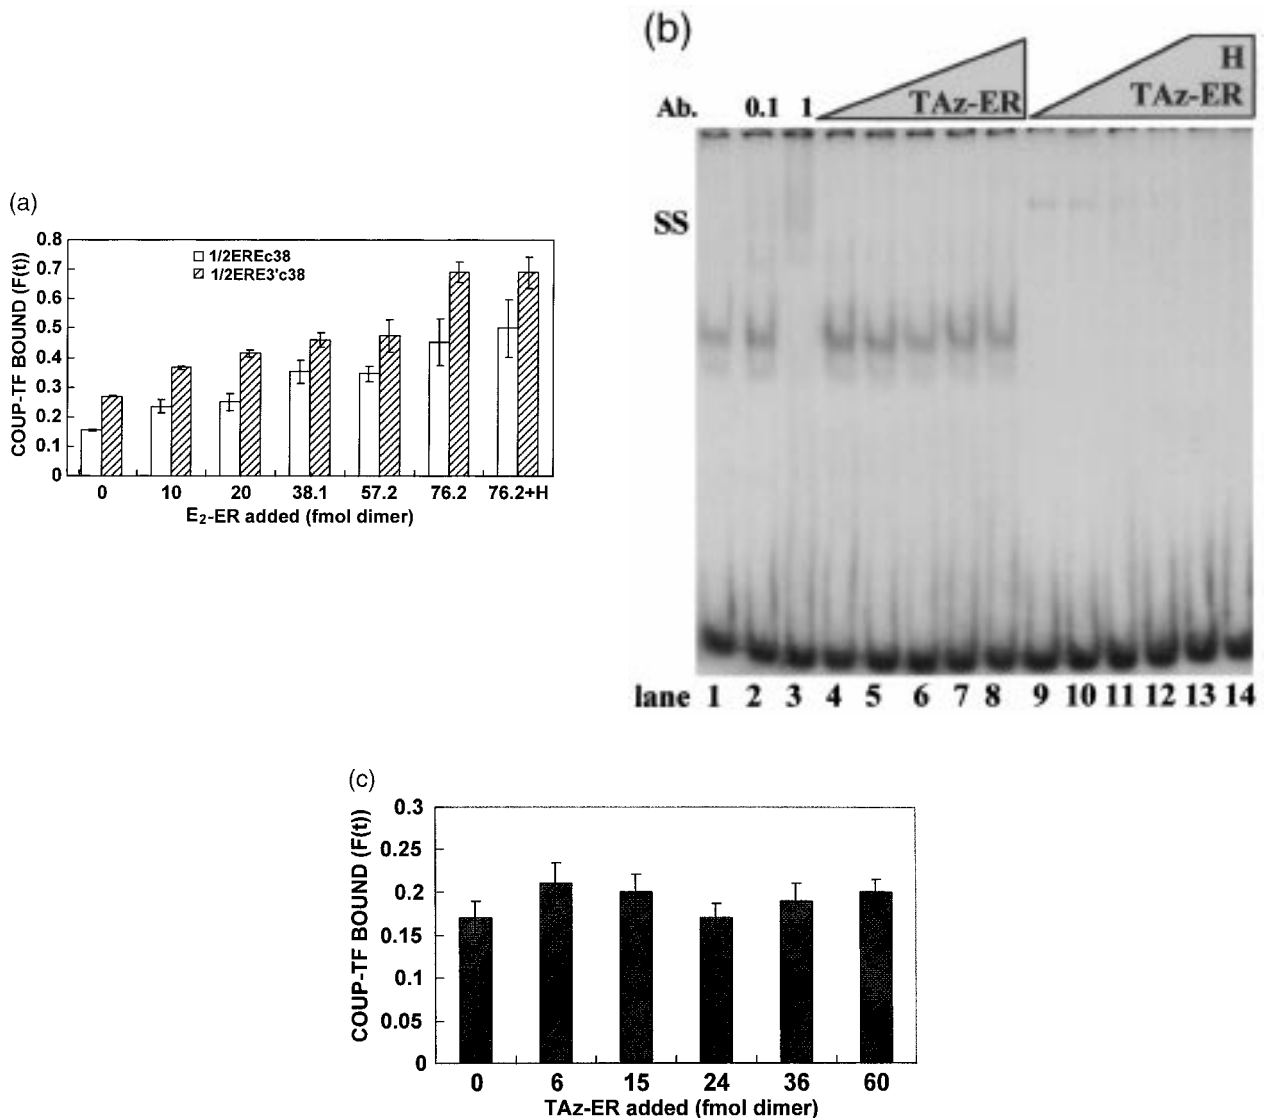 (a)
0.8
0.7
0.6
0.5
0.4
0.3
0.2
0.1
0
COUP-TF BOUND (F(t))
1/2EREc38
1/2ERE3'c38
0 10 20 38.1 57.2 76.2 76.2+H
E₂-ER added (fmol dimer)
(b)
H
Ab. 0.1 1 TAz-ER TAz-ER
SS
lane 1 2 3 4 5 6 7 8 9 10 11 12 13 14
(c)
0.3
0.25
0.2
0.15
0.1
0.05
0
COUP-TF BOUND (F(t))
0 6 15 24 36 60
TAz-ER added (fmol dimer)